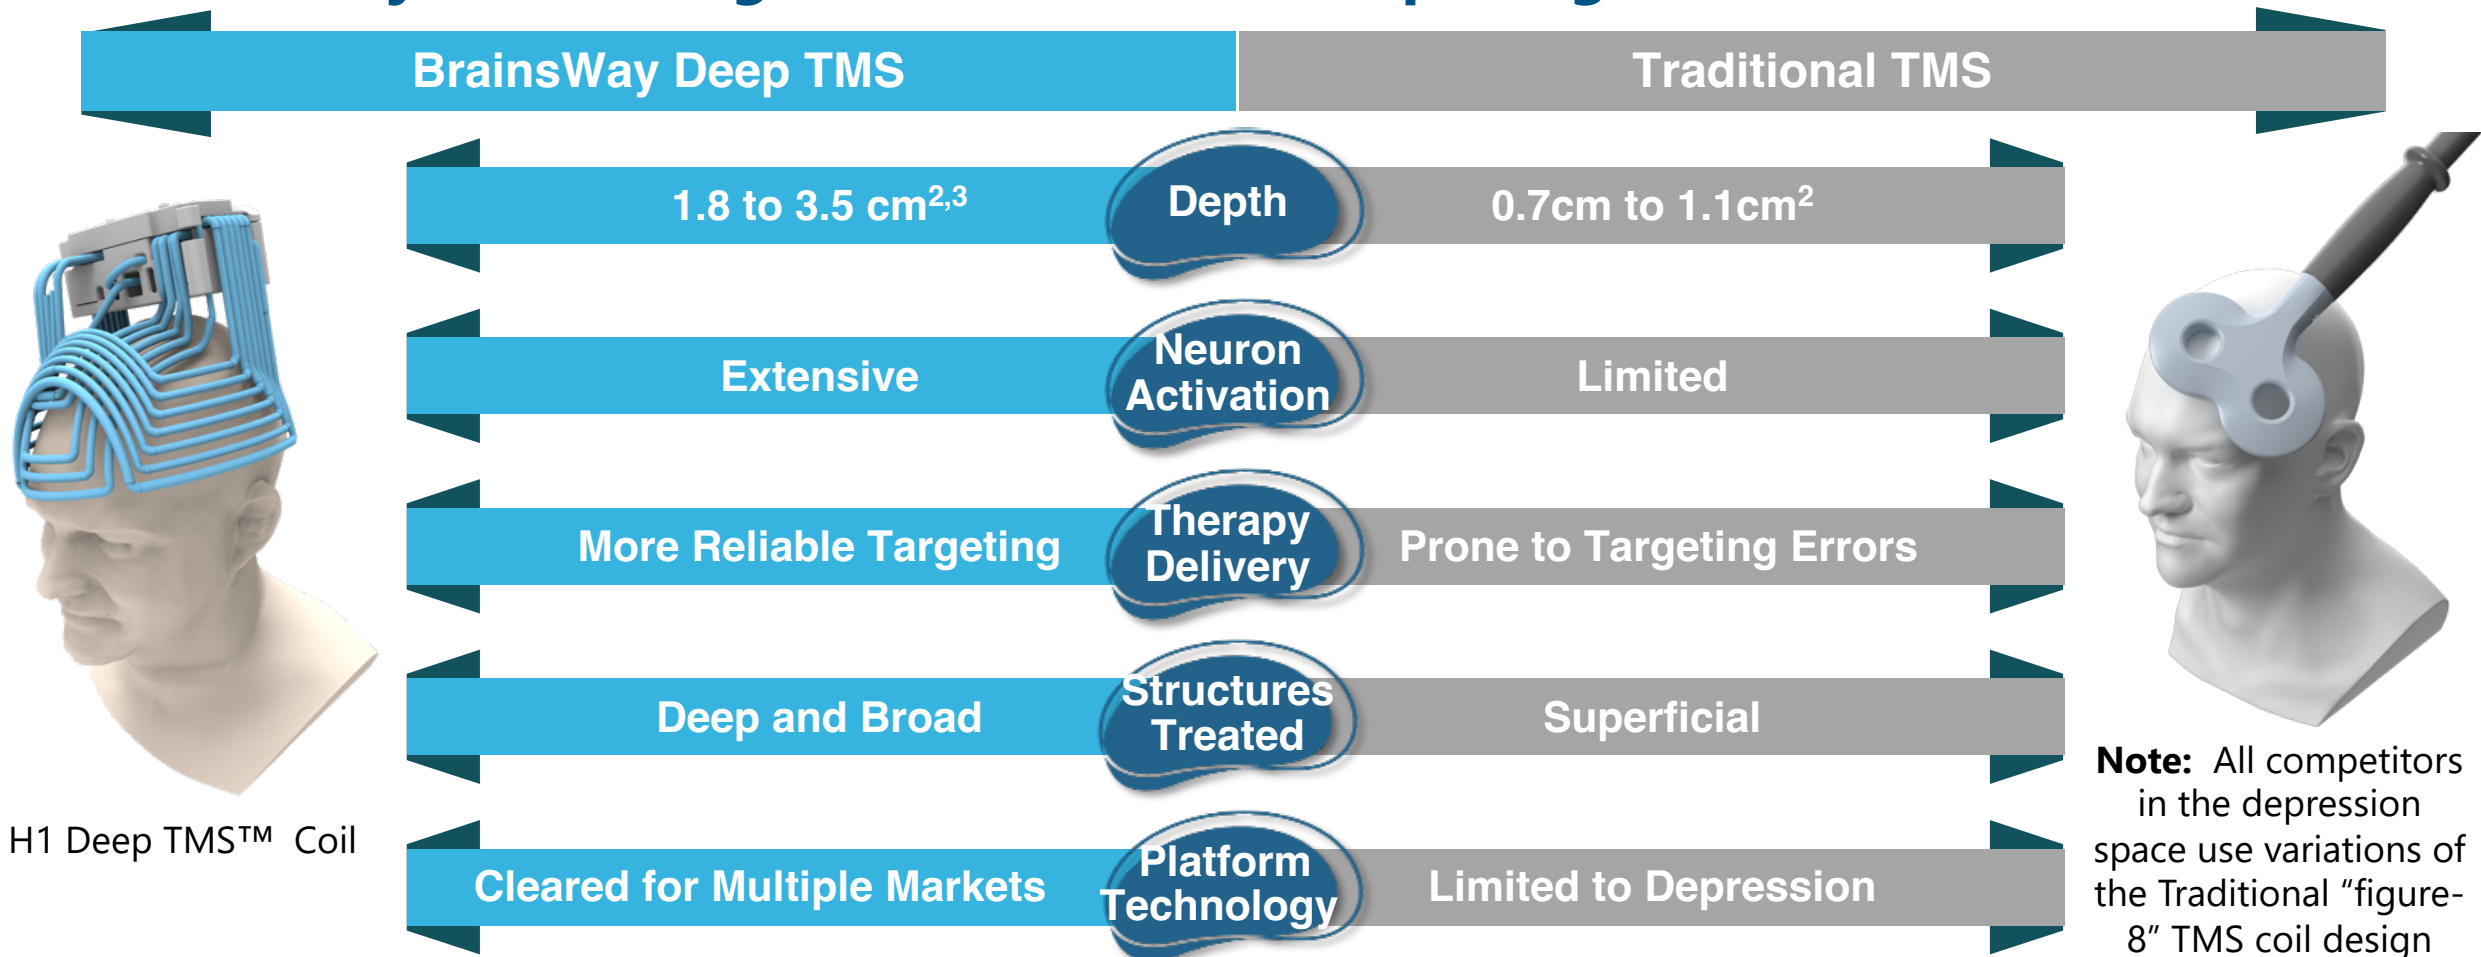 BrainsWay Deep TMS
Traditional TMS
1.8 to 3.5 cm2,3
Depth
0.7cm to 1.1cm2
Extensive
Neuron
Activation
Limited
More Reliable Targeting
Therapy
Delivery
Prone to Targeting Errors
Deep and Broad
Structures
Treated
Superficial
Cleared for Multiple Markets
Platform
Technology
Limited to Depression
H1 Deep TMS™ Coil
Note: All competitors
in the depression
space use variations of
the Traditional “figure-
8” TMS coil design